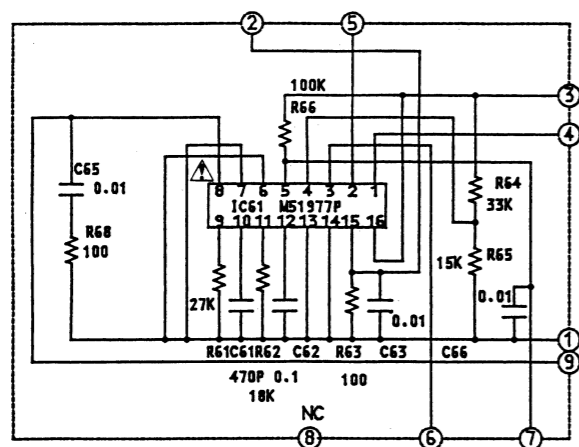 2 5
100K
3
R66
4
C65
0.01
8 7 6 5 4 3 2 1
IC61 M51977P
9 10 11 12 13 14 15 16
R64
33K
R68
100
15K R65
27K
0.01
0.01
1
R61 C61 R62 C62 R63 C63 C66
9
470P 0.1 100
18K
NC
8 6 7